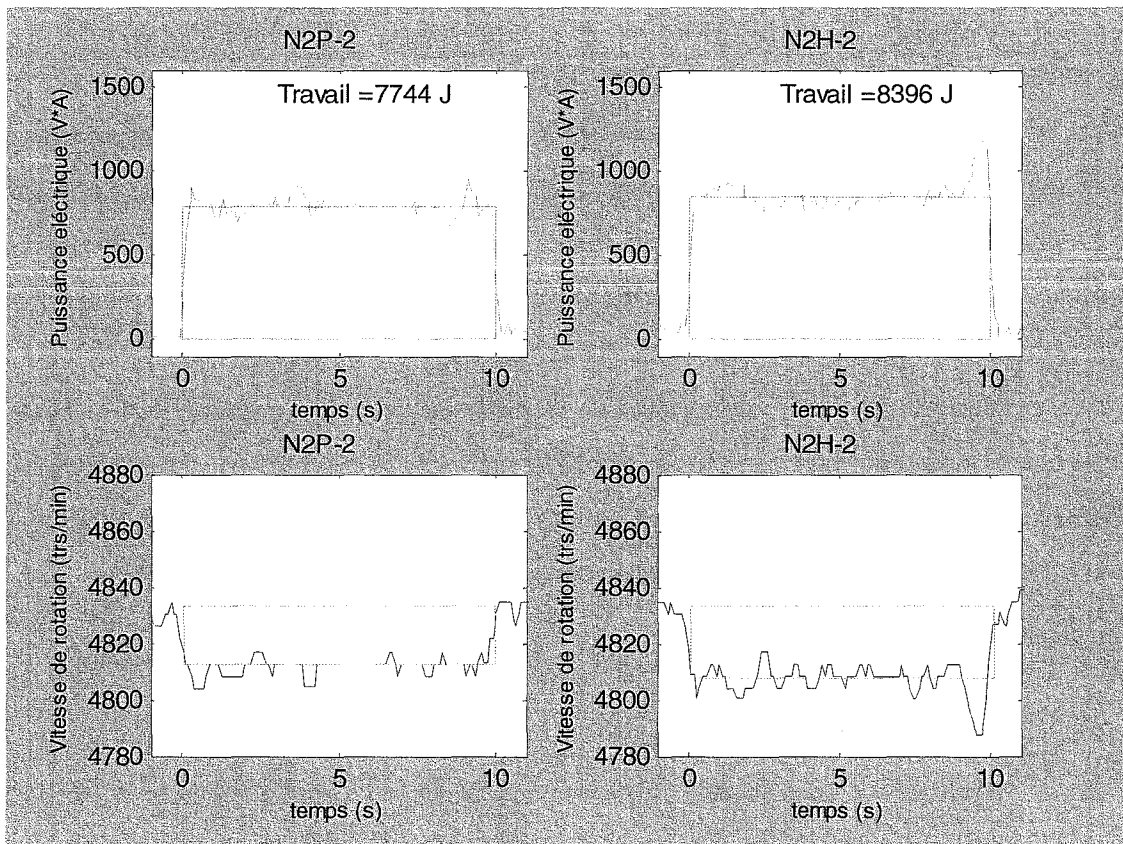 N2P-2
Puissance eléctrique (V*A)
1500
1000
500
0
Travail =7744 J
0
5
10
temps (s)
N2H-2
Puissance eléctrique (V*A)
1500
1000
500
0
Travail =8396 J
0
5
10
temps (s)
N2P-2
Vitesse de rotation (trs/min)
4880
4860
4840
4820
4800
4780
0
5
10
temps (s)
N2H-2
Vitesse de rotation (trs/min)
4880
4860
4840
4820
4800
4780
0
5
10
temps (s)